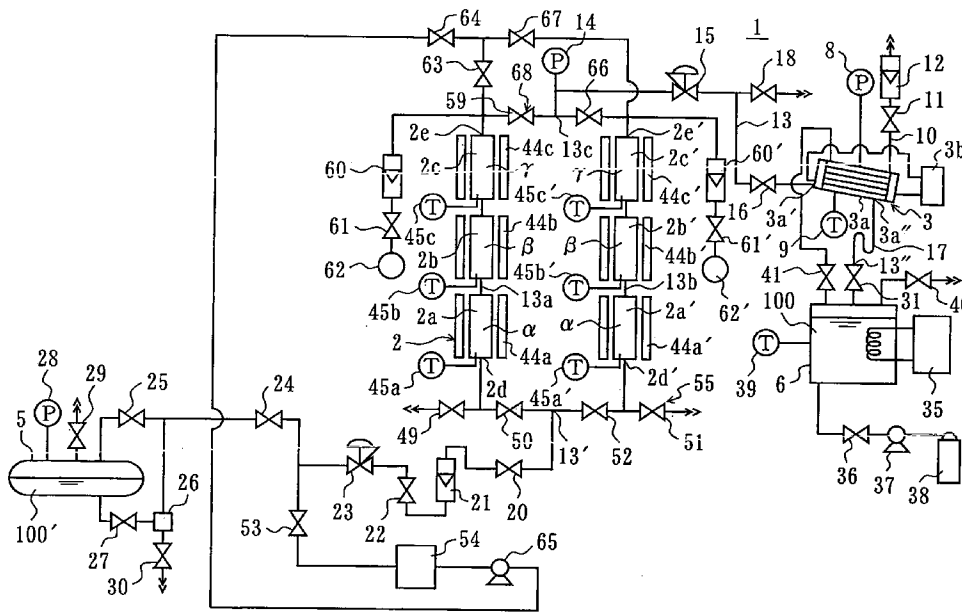 64
67
14
1
P
15
18
8
P
12
63
59
68
66
11
13
10
2e
13c
2e'
44c
44c'
2c
2c'
3b
60
γ
γ
60'
T
T
45c
45c'
16
3a'
3a
3
T
3a"
9
17
61
2b
44b
2b'
44b'
61'
β
β
13"
62
45b
T
45b'
T
62'
41
31
40
13a
13b
2a
2a'
100
28
29
25
24
2
α
α
44a
44a'
T
39
6
35
T
T
45a
2d
45a'
2d'
55
P
5
49
50
13'
52
51
36
37
38
26
23
22
21
20
100'
27
53
54
65
30